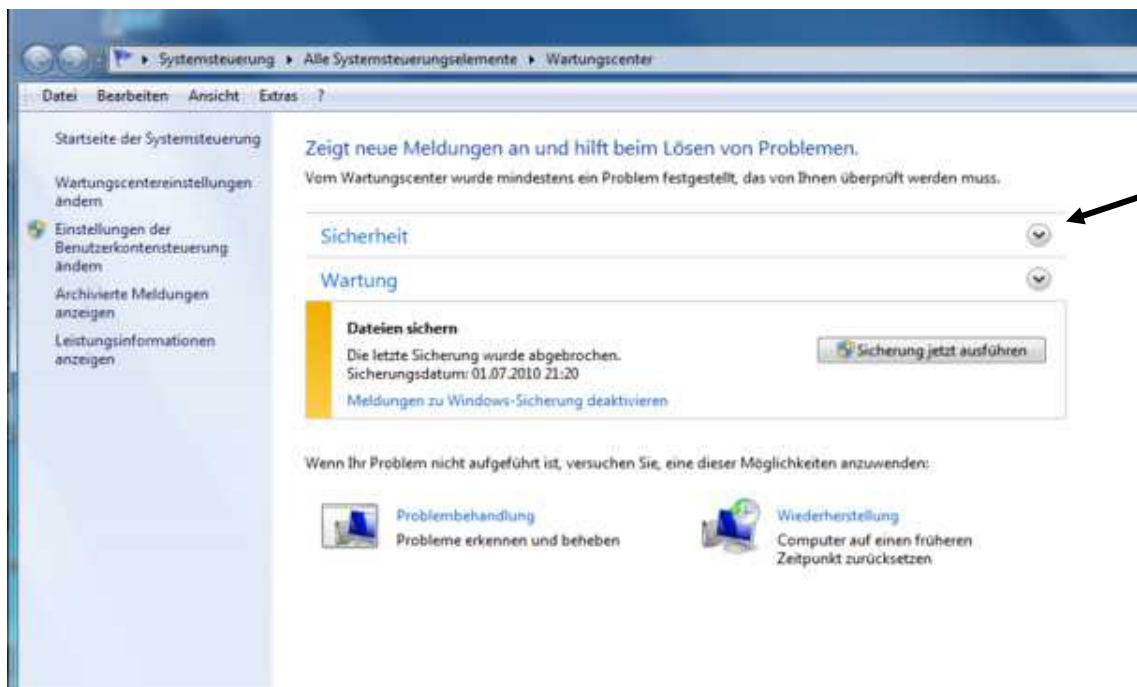 Systemsteuerung ▸ Alle Systemsteuerungselemente ▸ Wartungscenter
Datei Bearbeiten Ansicht Extras ?
Startseite der Systemsteuerung
Wartungscentereinstellungen
ändern
Einstellungen der
Benutzerkontensteuerung
ändern
Archivierte Meldungen
anzeigen
Leistungsinformationen
anzeigen
Zeigt neue Meldungen an und hilft beim Lösen von Problemen.
Vom Wartungscenter wurde mindestens ein Problem festgestellt, das von Ihnen überprüft werden muss.
Sicherheit
Wartung
Dateien sichern
Die letzte Sicherung wurde abgebrochen.
Sicherungsdatum: 01.07.2010 21:20
Meldungen zu Windows-Sicherung deaktivieren
Sicherung jetzt ausführen
Wenn Ihr Problem nicht aufgeführt ist, versuchen Sie, eine dieser Möglichkeiten anzuwenden:
Problembehandlung
Probleme erkennen und beheben
Wiederherstellung
Computer auf einen früheren
Zeitpunkt zurücksetzen